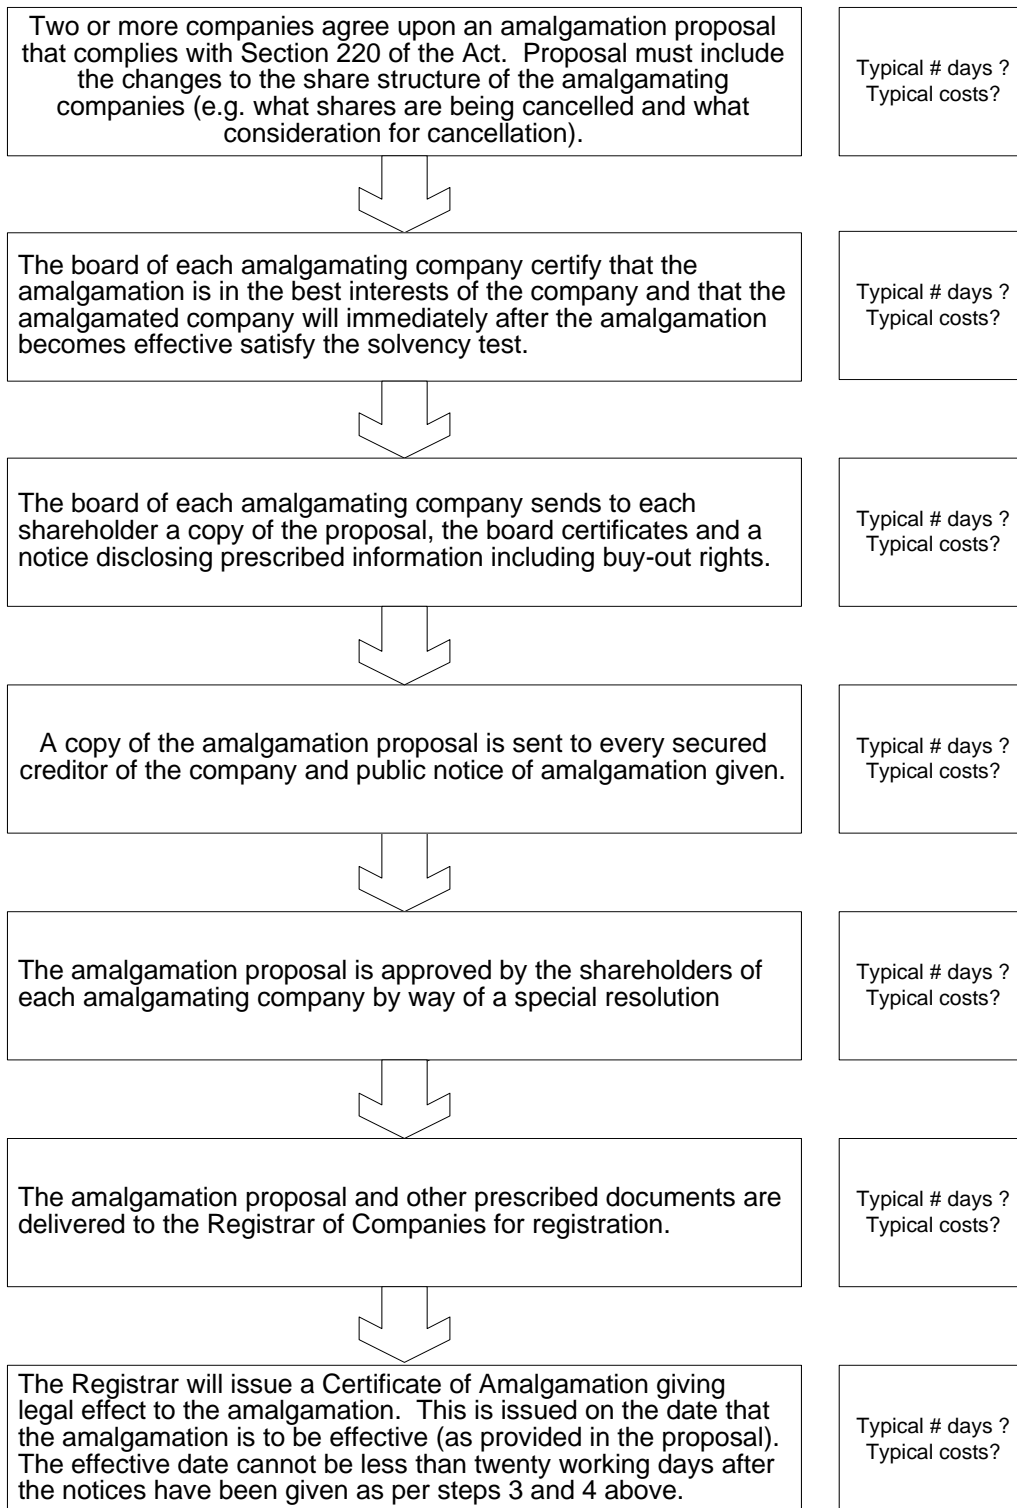 Two or more companies agree upon an amalgamation proposal
that complies with Section 220 of the Act.  Proposal must include
the changes to the share structure of the amalgamating
companies (e.g. what shares are being cancelled and what
consideration for cancellation).
Typical # days ?
Typical costs?
The board of each amalgamating company certify that the
amalgamation is in the best interests of the company and that the
amalgamated company will immediately after the amalgamation
becomes effective satisfy the solvency test.
Typical # days ?
Typical costs?
The board of each amalgamating company sends to each
shareholder a copy of the proposal, the board certificates and a
notice disclosing prescribed information including buy-out rights.
Typical # days ?
Typical costs?
A copy of the amalgamation proposal is sent to every secured
creditor of the company and public notice of amalgamation given.
Typical # days ?
Typical costs?
The amalgamation proposal is approved by the shareholders of
each amalgamating company by way of a special resolution
Typical # days ?
Typical costs?
The amalgamation proposal and other prescribed documents are
delivered to the Registrar of Companies for registration.
Typical # days ?
Typical costs?
The Registrar will issue a Certificate of Amalgamation giving
legal effect to the amalgamation.  This is issued on the date that
the amalgamation is to be effective (as provided in the proposal).
The effective date cannot be less than twenty working days after
the notices have been given as per steps 3 and 4 above.
Typical # days ?
Typical costs?